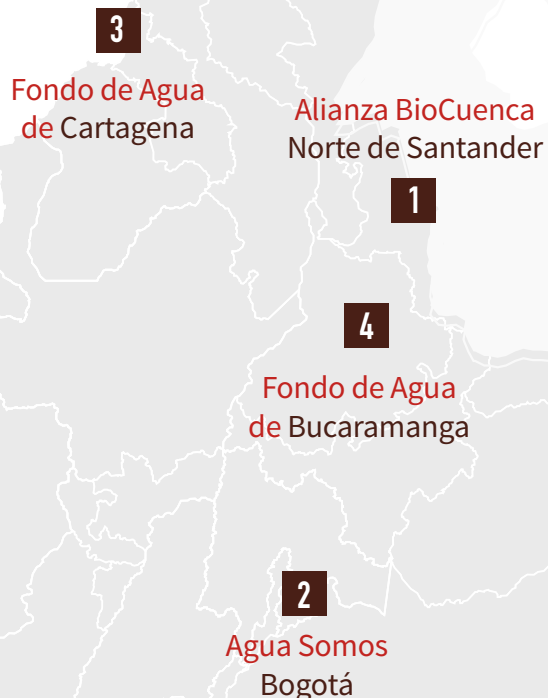 3
Fondo de Agua
de Cartagena
Alianza BioCuenca
Norte de Santander
1
4
Fondo de Agua
de Bucaramanga
2
Agua Somos
Bogotá